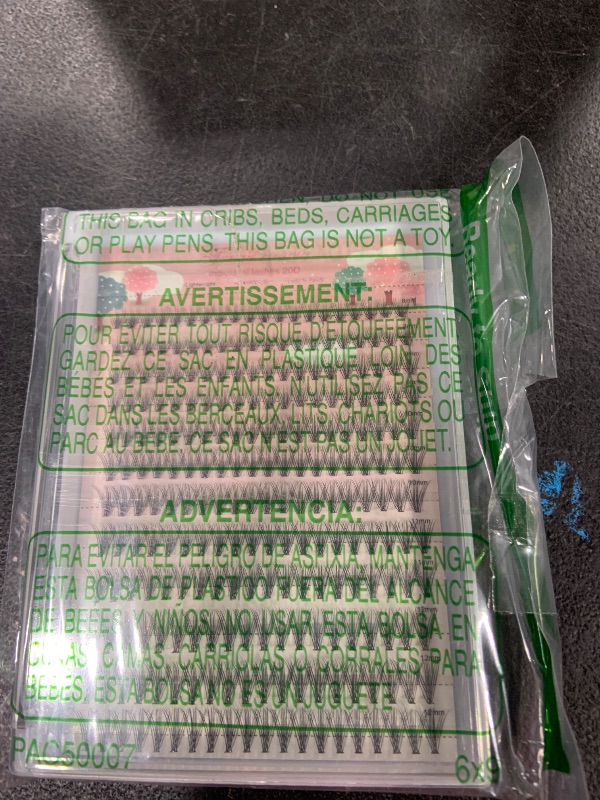 DO NOT USE
THIS BAG IN CRIBS, BEDS, CARRIAGES
OR PLAY PENS. THIS BAG IS NOT A TOY
20D
AVERTISSEMENT:
POUR EVITER TOUT RISQUE D'ETOUFFEMENT
GARDEZ CE SAC EN PLASTIQUE LOIN DES
BEBES ET LES ENFANTS. N'UTILISEZ PAS CE
SAC DANS LES BERCEAUX, LITS, CHARIOTS OU
PARC AU BEBE. CE SAC N'EST PAS UN JOUET.
ADVERTENCIA:
PARA EVITAR EL PELIGRO DE ASFIXIA, MANTENGA
ESTA BOLSA DE PLASTICO FUERA DEL ALCANCE
DE BEBES Y NIÑOS. NO USAR ESTA BOLSA EN
CUNAS, CAMAS, CARRIOLAS O CORRALES PARA
BEBES. ESTA BOLSA NO ES UN JUGUETE
PAC50007
6x9